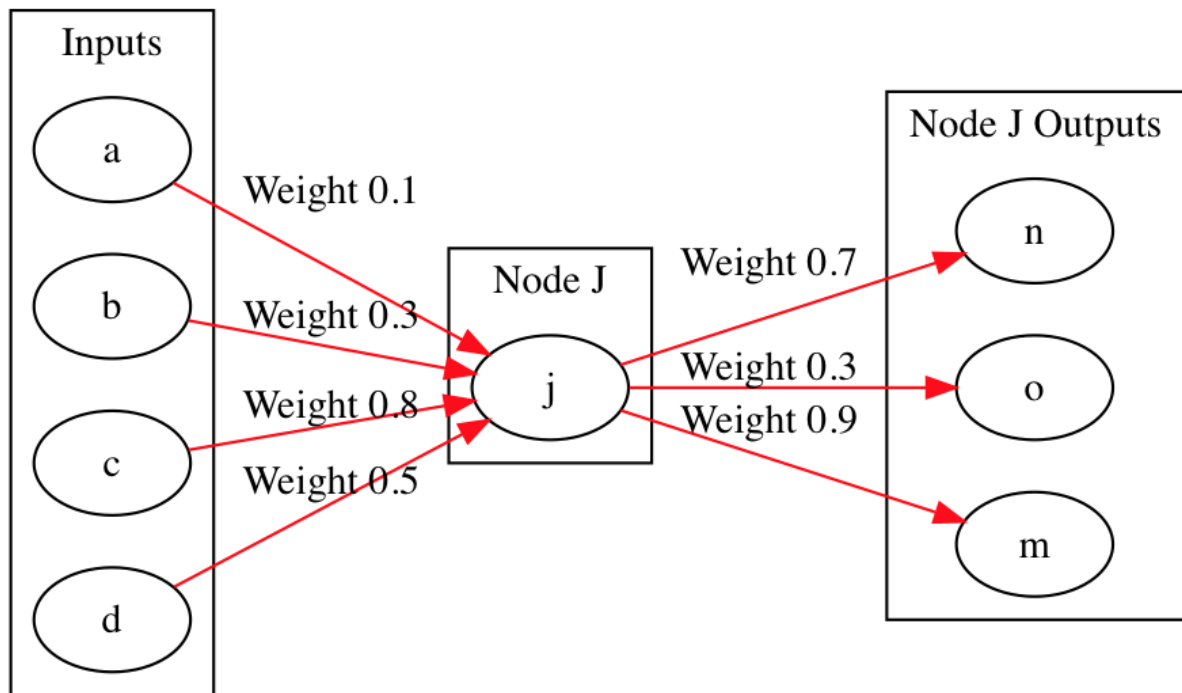 Inputs
a
b
c
d
Weight 0.1
Weight 0.3
Weight 0.8
Weight 0.5
Node J
j
Weight 0.7
Weight 0.3
Weight 0.9
Node J Outputs
n
o
m